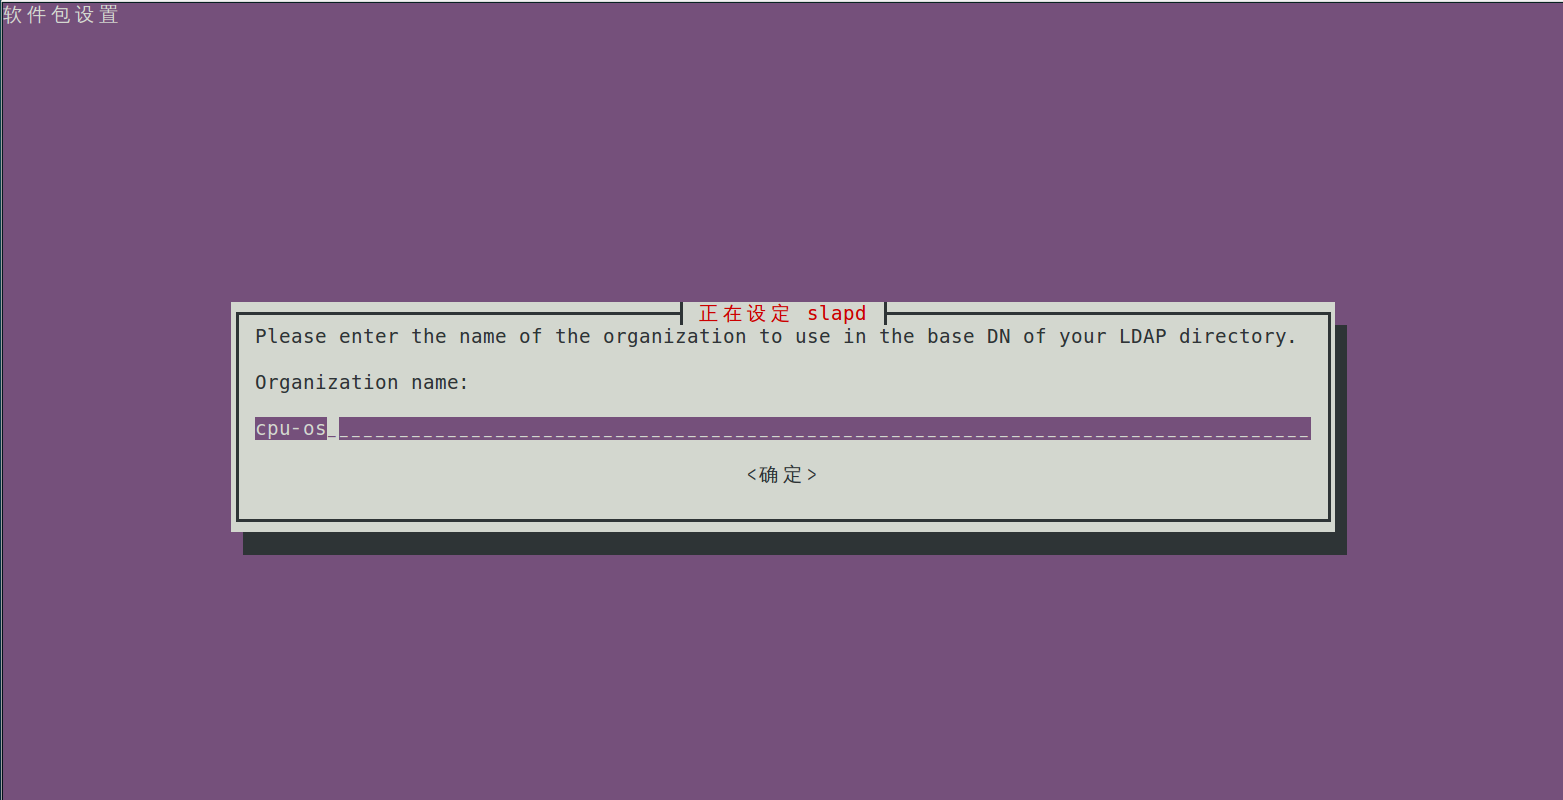 软件包设置
正在设定 slapd
Please enter the name of the organization to use in the base DN of your LDAP directory.
Organization name:
cpu-os
<确定>